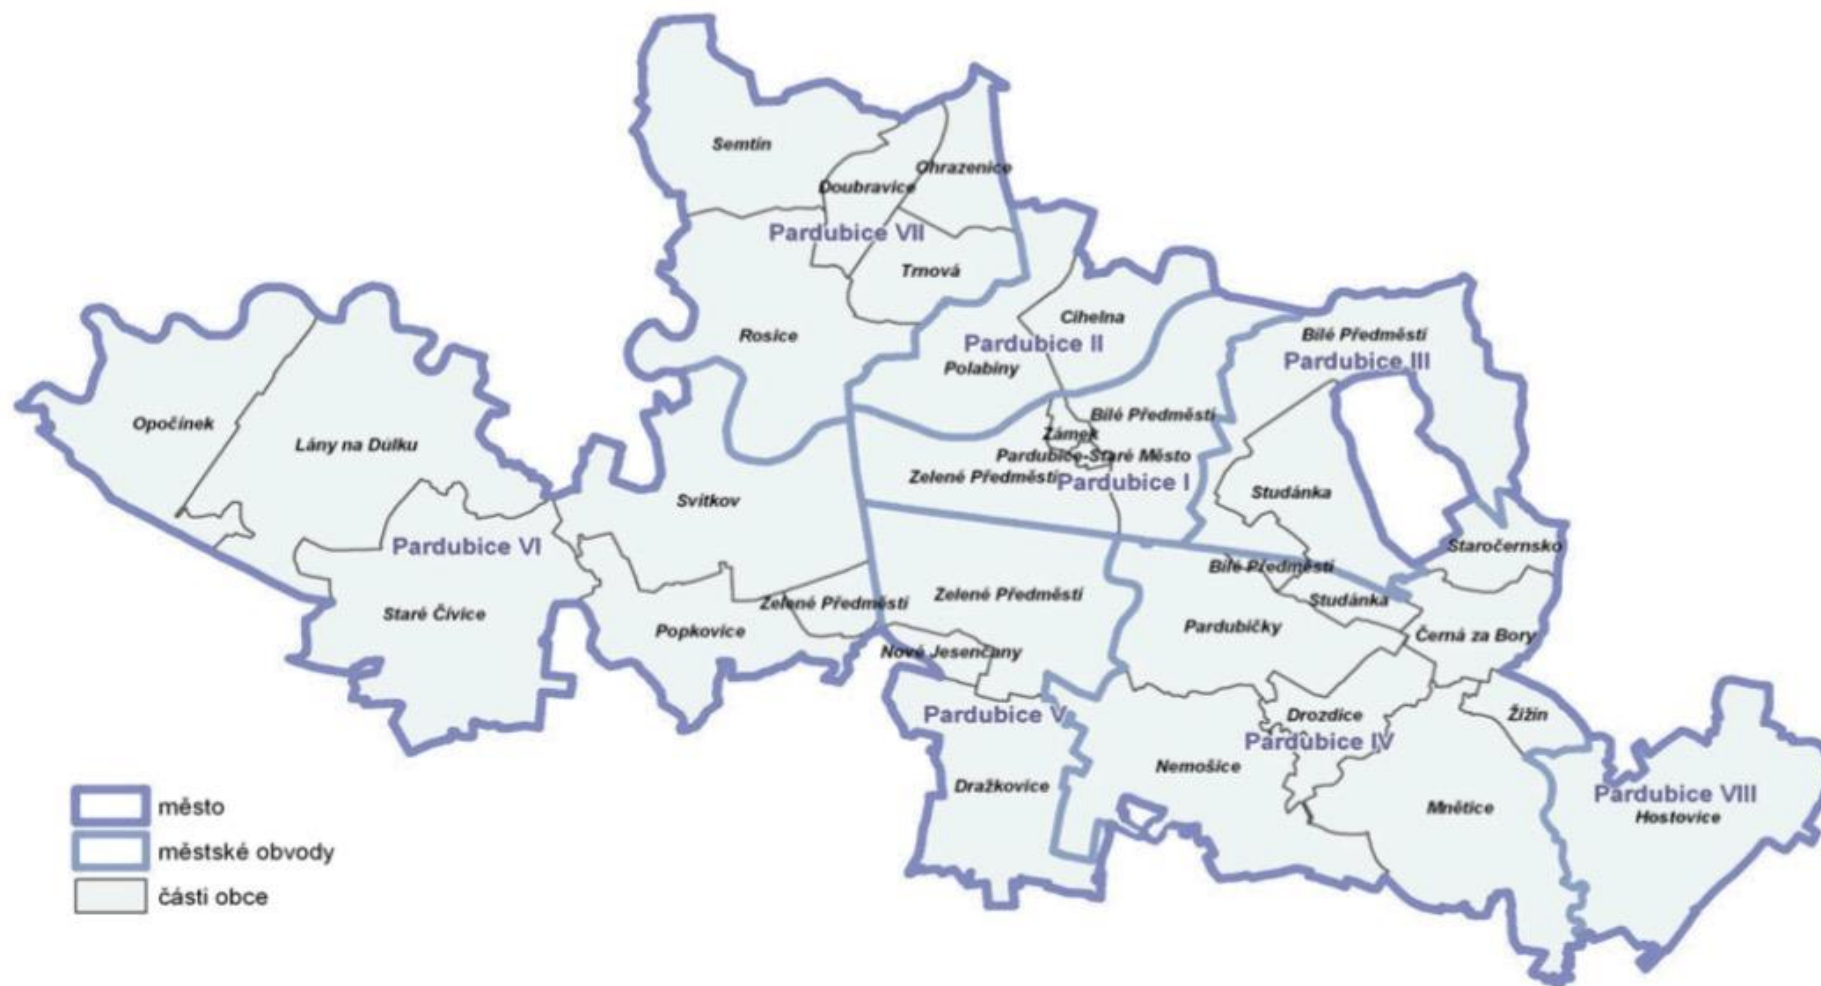 Semtín
Ohrazenice
Doubravice
Pardubice VII
Trnová
Rosice
Cihelna
Pardubice II
Polabiny
Bílé Předměstí
Pardubice III
Opočínek
Lány na Důlku
Bílé Předměstí
Zámek
Pardubice-Staré Město
Zelené Předměstí
Pardubice I
Studánka
Svítkov
Pardubice VI
Staročernsko
Bílé Předměstí
Zelené Předměstí
Zelené Předměstí
Studánka
Staré Čívice
Popkovice
Pardubičky
Černá za Bory
Nové Jesenčany
Pardubice V
Drozdice
Žižín
Pardubice IV
Nemošice
Dražkovice
Pardubice VIII
Mnětice
Hostovice
město
městské obvody
části obce